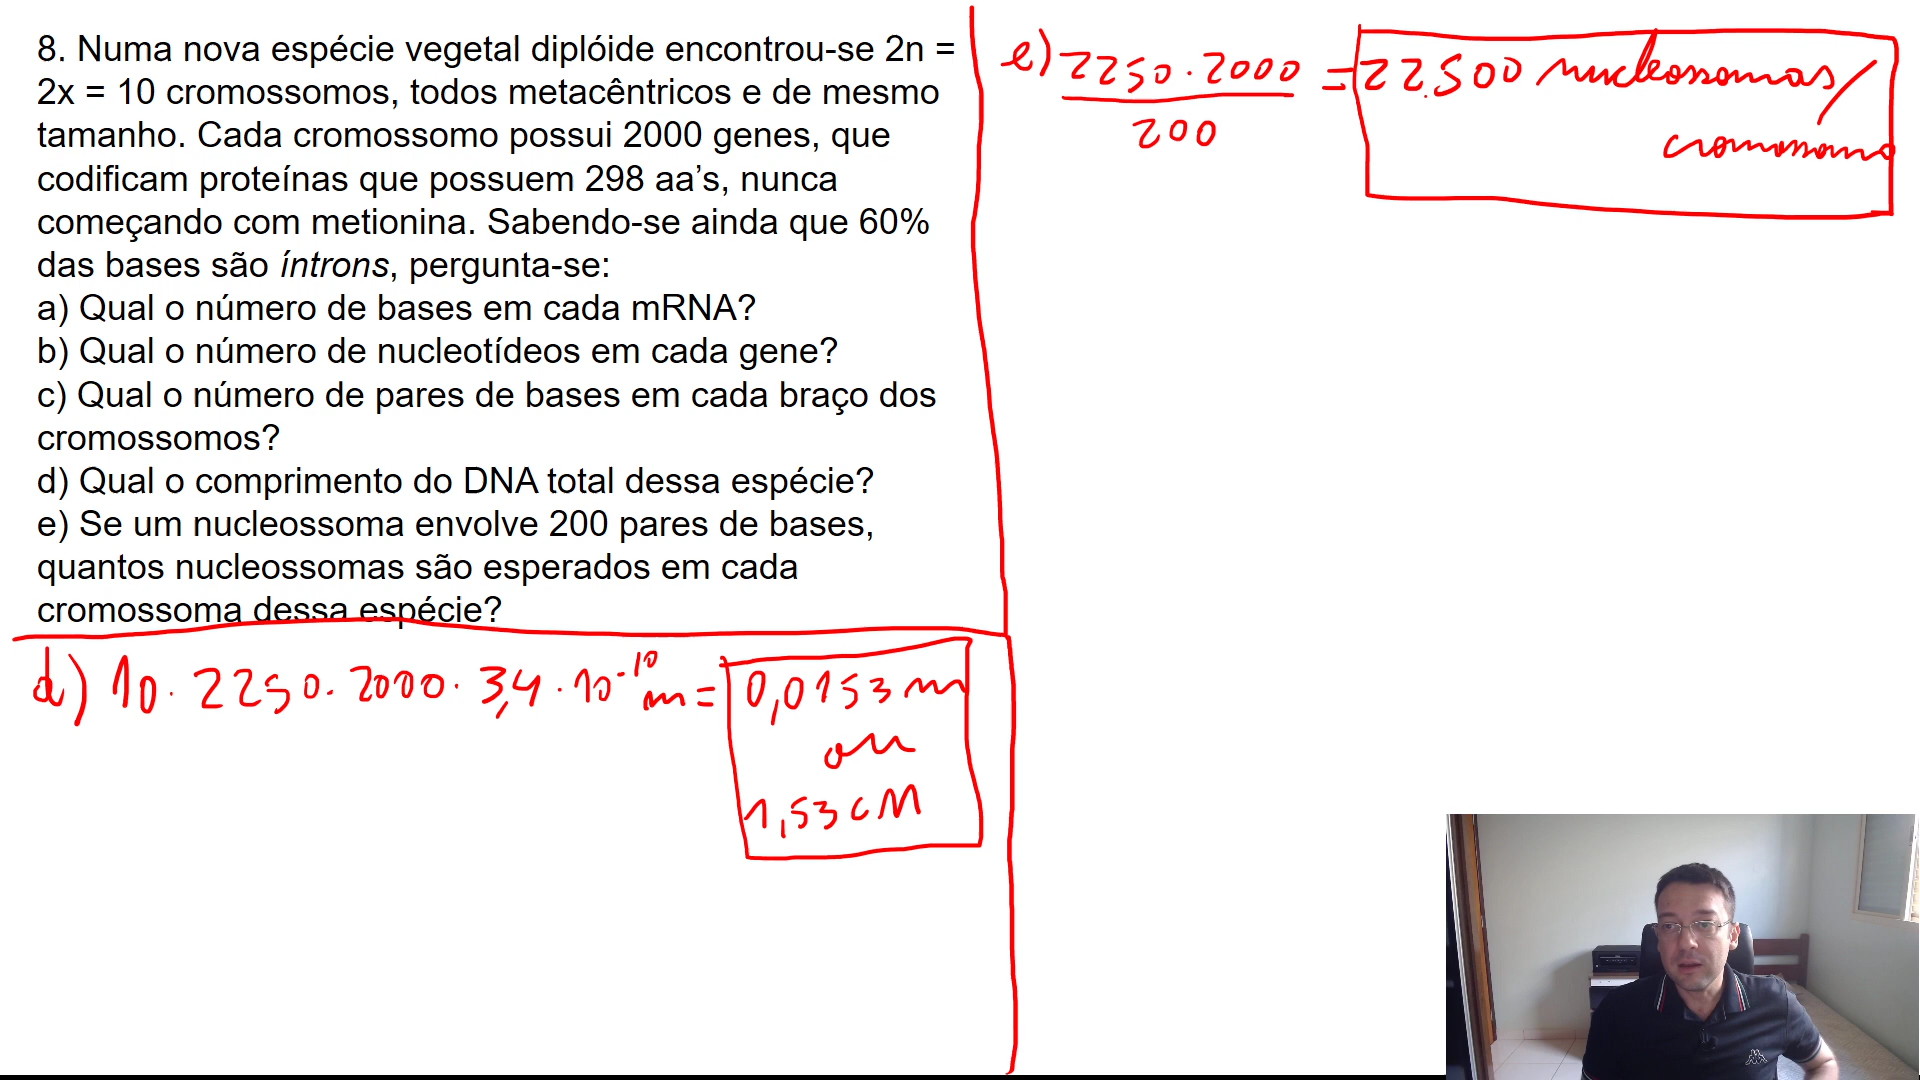 8. Numa nova espécie vegetal diplóide encontrou-se 2n =
2x = 10 cromossomos, todos metacêntricos e de mesmo
tamanho. Cada cromossomo possui 2000 genes, que
codificam proteínas que possuem 298 aa’s, nunca
começando com metionina. Sabendo-se ainda que 60%
das bases são íntrons, pergunta-se:
a) Qual o número de bases em cada mRNA?
b) Qual o número de nucleotídeos em cada gene?
c) Qual o número de pares de bases em cada braço dos
cromossomos?
d) Qual o comprimento do DNA total dessa espécie?
e) Se um nucleossoma envolve 200 pares de bases,
quantos nucleossomas são esperados em cada
cromossoma dessa espécie?
d) 10 . 2250 . 2000 . 3,4 . 10⁻¹⁰ m = 0,0153 m
ou
1,53 cM
e) 2250 . 2000 = 22.500 nucleossomas/
200
cromossomo